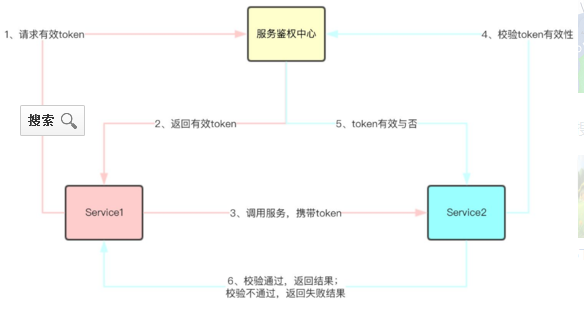 服务鉴权中心
1、请求有效token
4、校验token有效性
搜索
2、返回有效token
5、token有效与否
Service1
3、调用服务，携带token
Service2
6、校验通过，返回结果；
校验不通过，返回失败结果